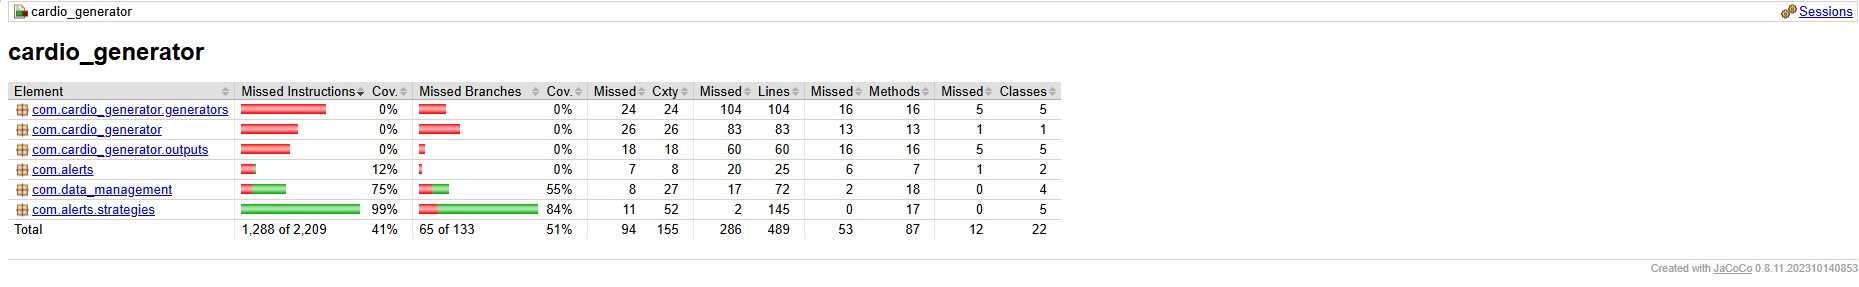 cardio_generator Sessions
cardio_generator
Element Missed Instructions Cov. Missed Branches Cov. Missed Cxty Missed Lines Missed Methods Missed Classes
com.cardio_generator.generators 0% 0% 24 24 104 104 16 16 5 5
com.cardio_generator 0% 0% 26 26 83 83 13 13 1 1
com.cardio_generator.outputs 0% 0% 18 18 60 60 16 16 5 5
com.alerts 12% 0% 7 8 20 25 6 7 1 2
com.data_management 75% 55% 8 27 17 72 2 18 0 4
com.alerts.strategies 99% 84% 11 52 2 145 0 17 0 5
Total 1,288 of 2,209 41% 65 of 133 51% 94 155 286 489 53 87 12 22
Created with JaCoCo 0.8.11.202310140853